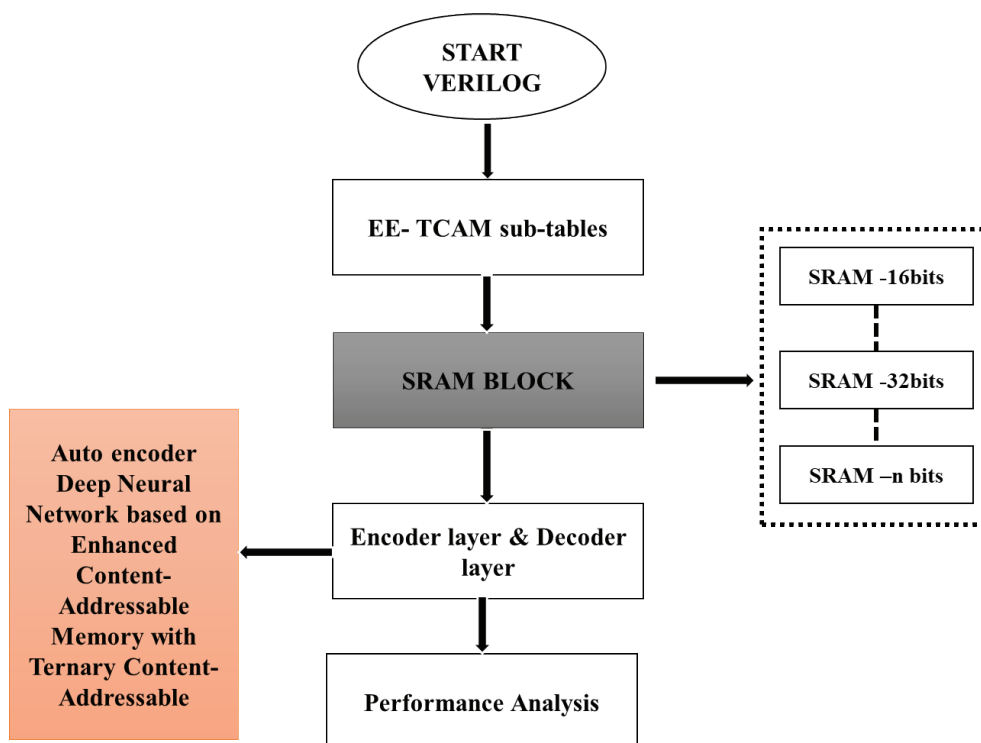 START
VERILOG
EE- TCAM sub-tables
SRAM BLOCK
SRAM -16bits
SRAM -32bits
SRAM –n bits
Encoder layer & Decoder
layer
Auto encoder
Deep Neural
Network based on
Enhanced
Content-
Addressable
Memory with
Ternary Content-
Addressable
Performance Analysis